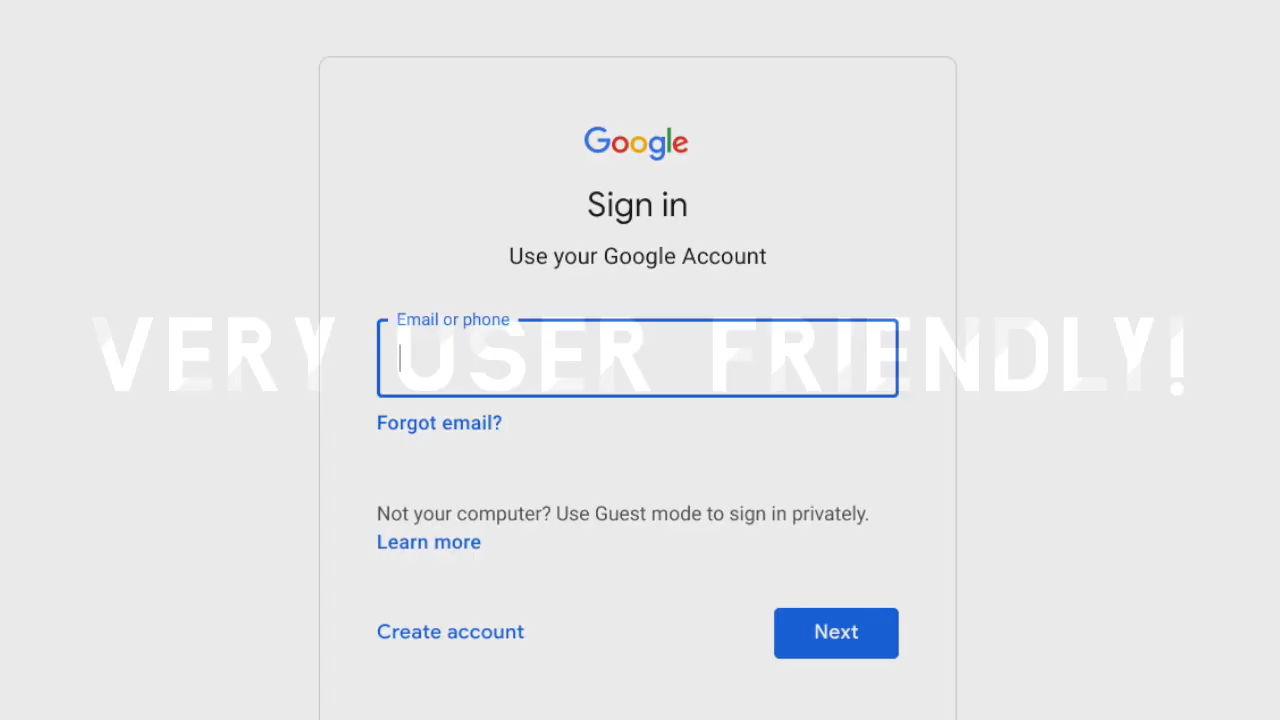 Google
Sign in
Use your Google Account
Email or phone
VERY USER FRIENDLY!
Forgot email?
Not your computer? Use Guest mode to sign in privately.
Learn more
Create account
Next